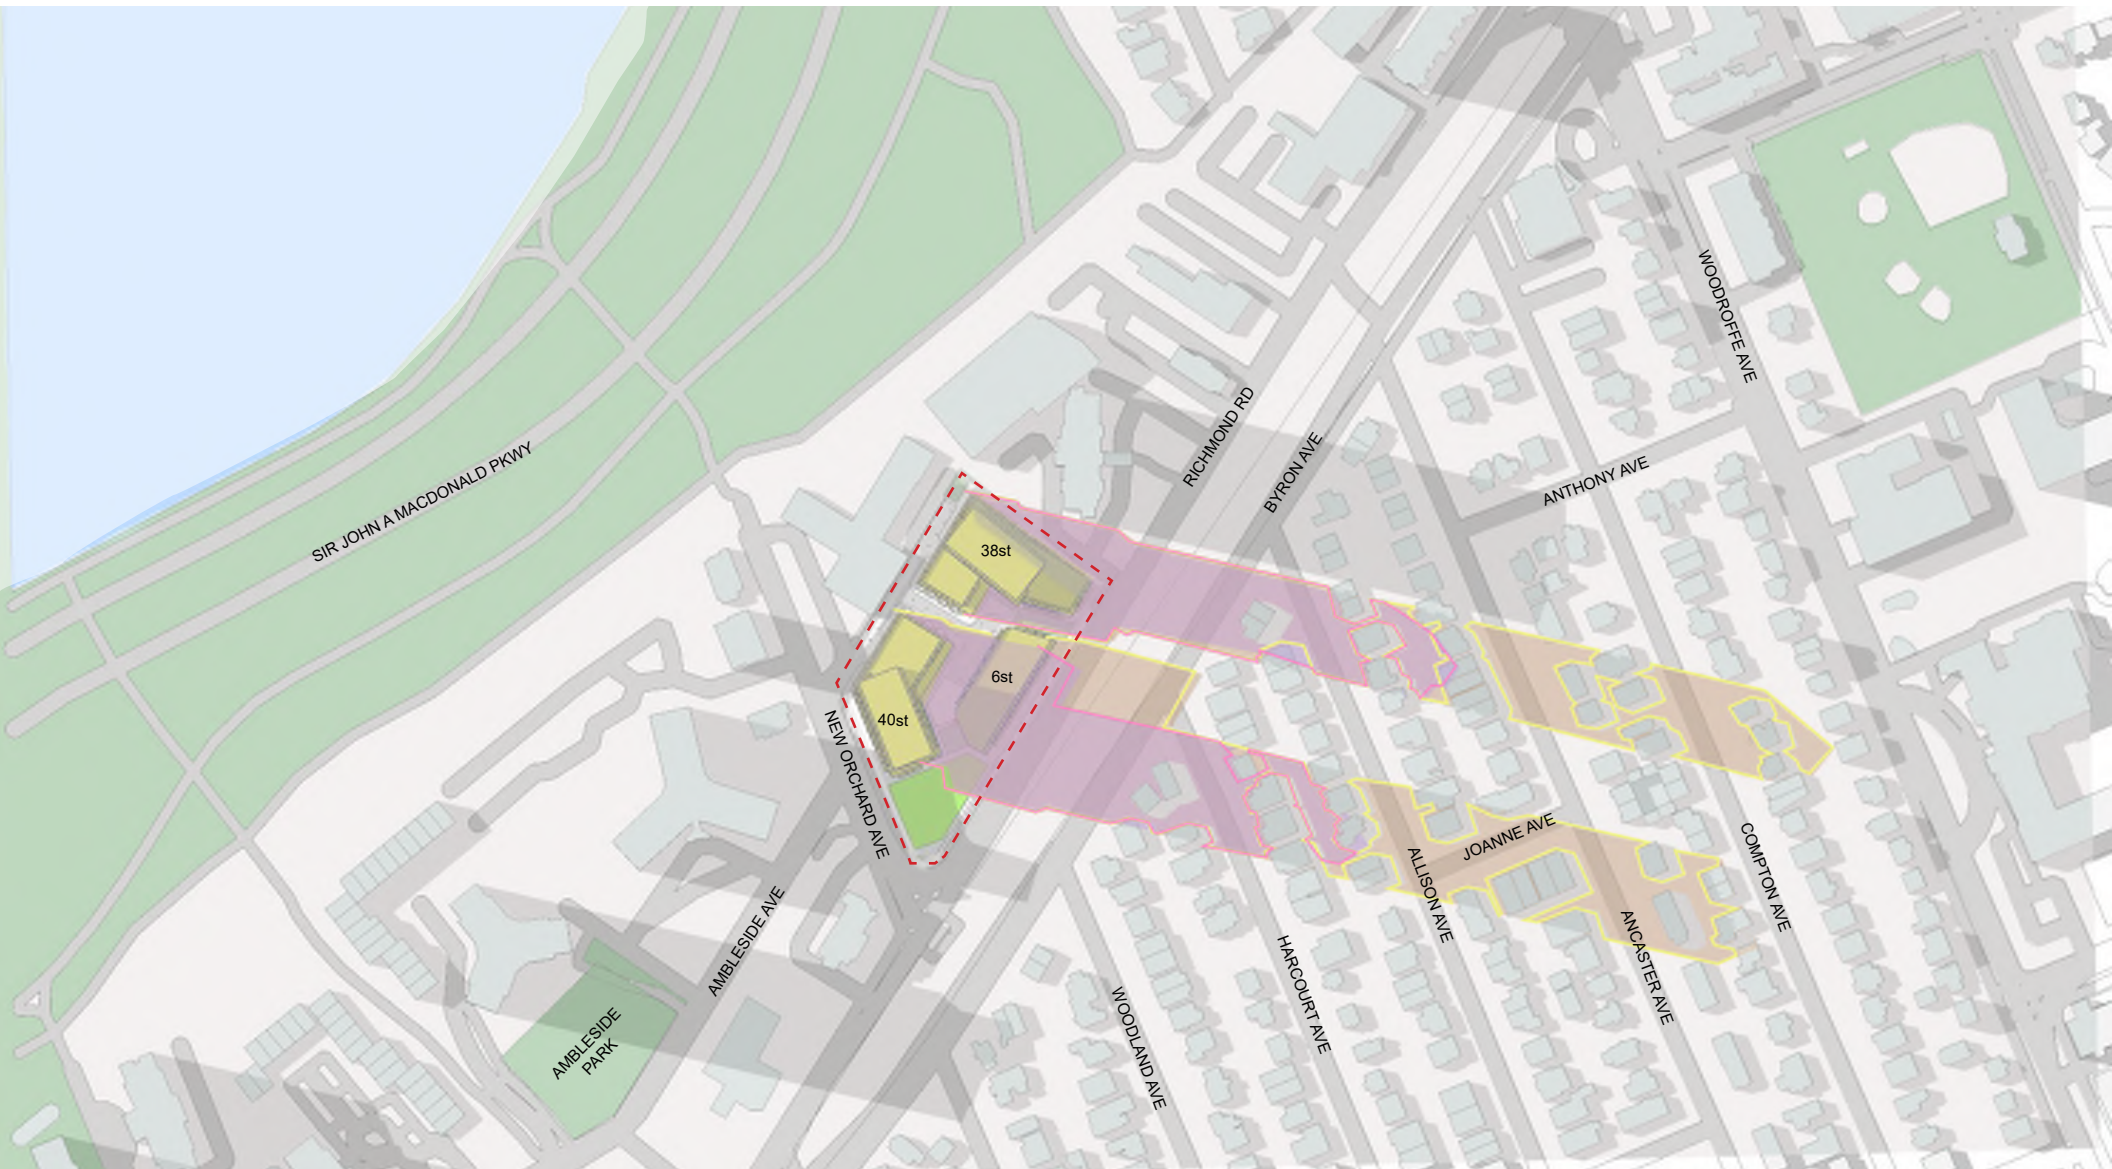 WOODROFFE AVE
RICHMOND RD
BYRON AVE
ANTHONY AVE
SIR JOHN A MACDONALD PKWY
38st
6st
40st
NEW ORCHARD AVE
JOANNE AVE
COMPTON AVE
ALLISON AVE
AMBLESIDE AVE
ANCASTER AVE
HARCOURT AVE
WOODLAND AVE
AMBLESIDE
PARK